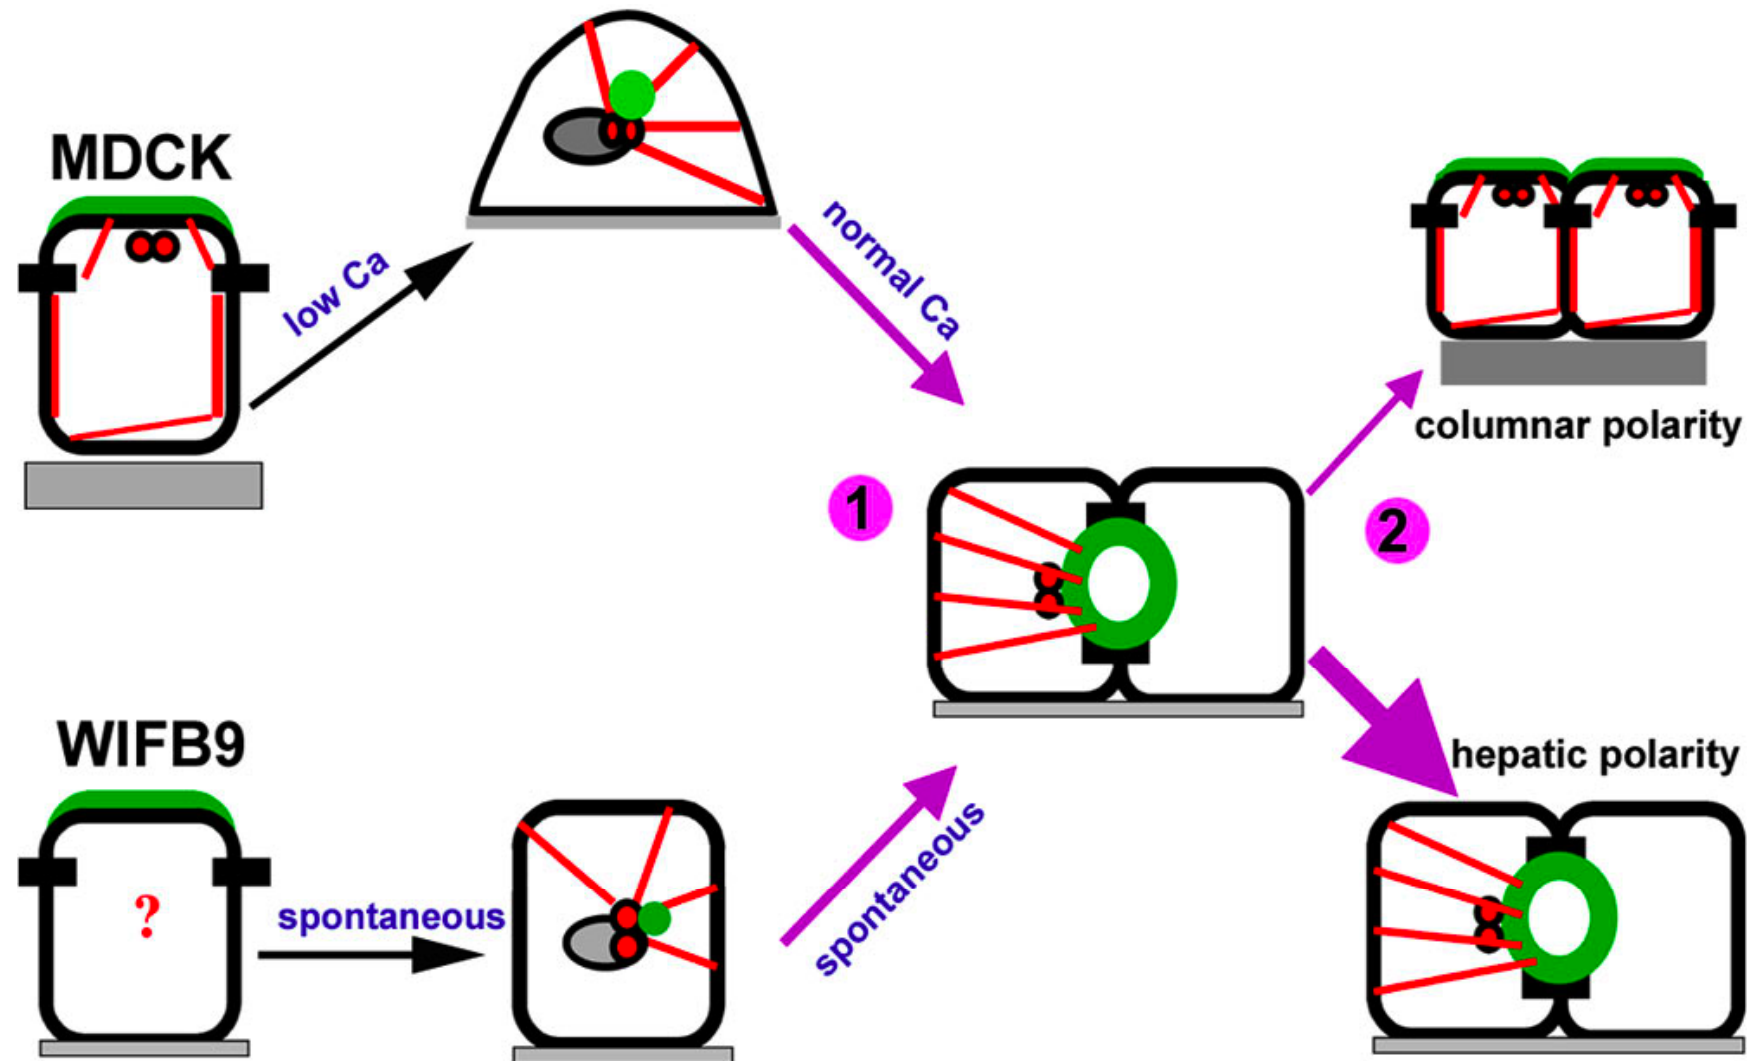 MDCK
low Ca
normal Ca
columnar polarity
1
2
WIFB9
?
spontaneous
spontaneous
hepatic polarity